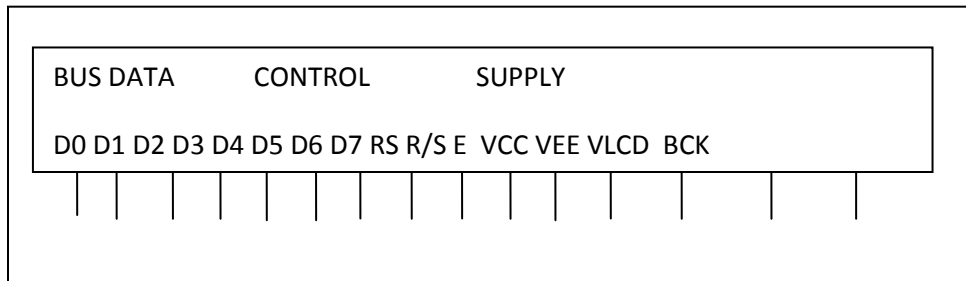 BUS DATA CONTROL SUPPLY
D0 D1 D2 D3 D4 D5 D6 D7 RS R/S E VCC VEE VLCD BCK